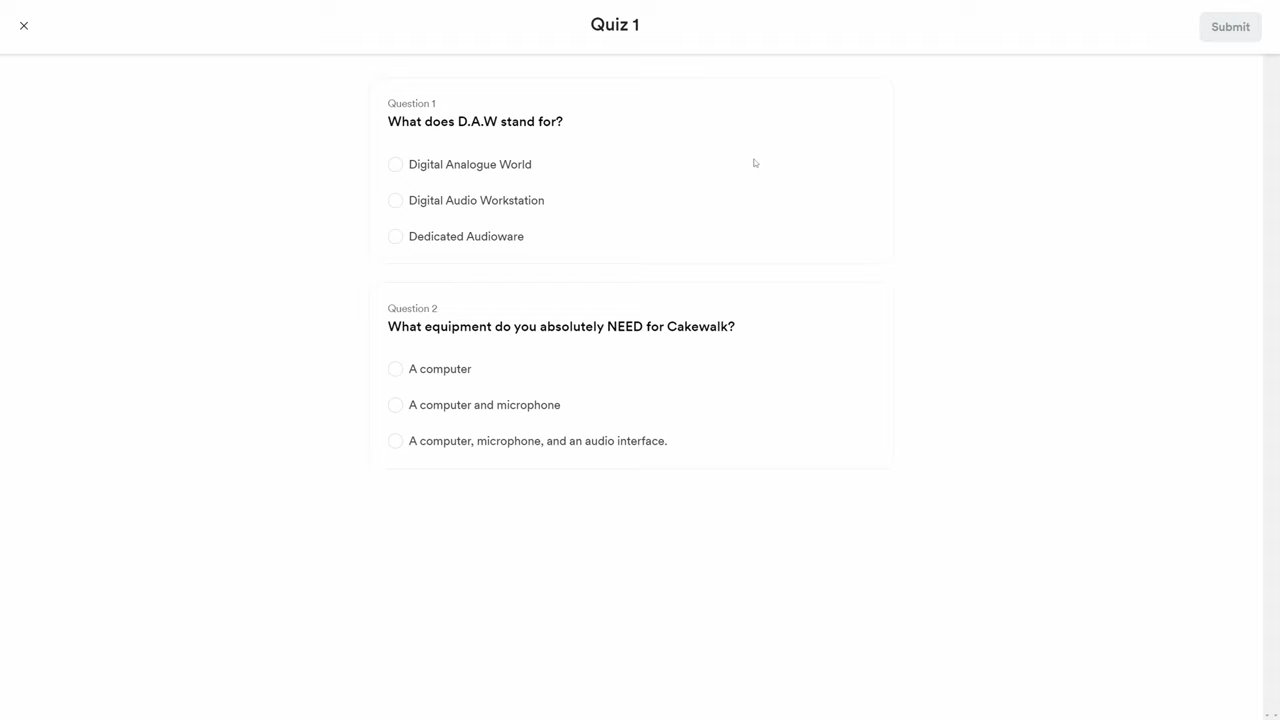 Quiz 1
Submit
Question 1
What does D.A.W stand for?
Digital Analogue World
Digital Audio Workstation
Dedicated Audioware
Question 2
What equipment do you absolutely NEED for Cakewalk?
A computer
A computer and microphone
A computer, microphone, and an audio interface.